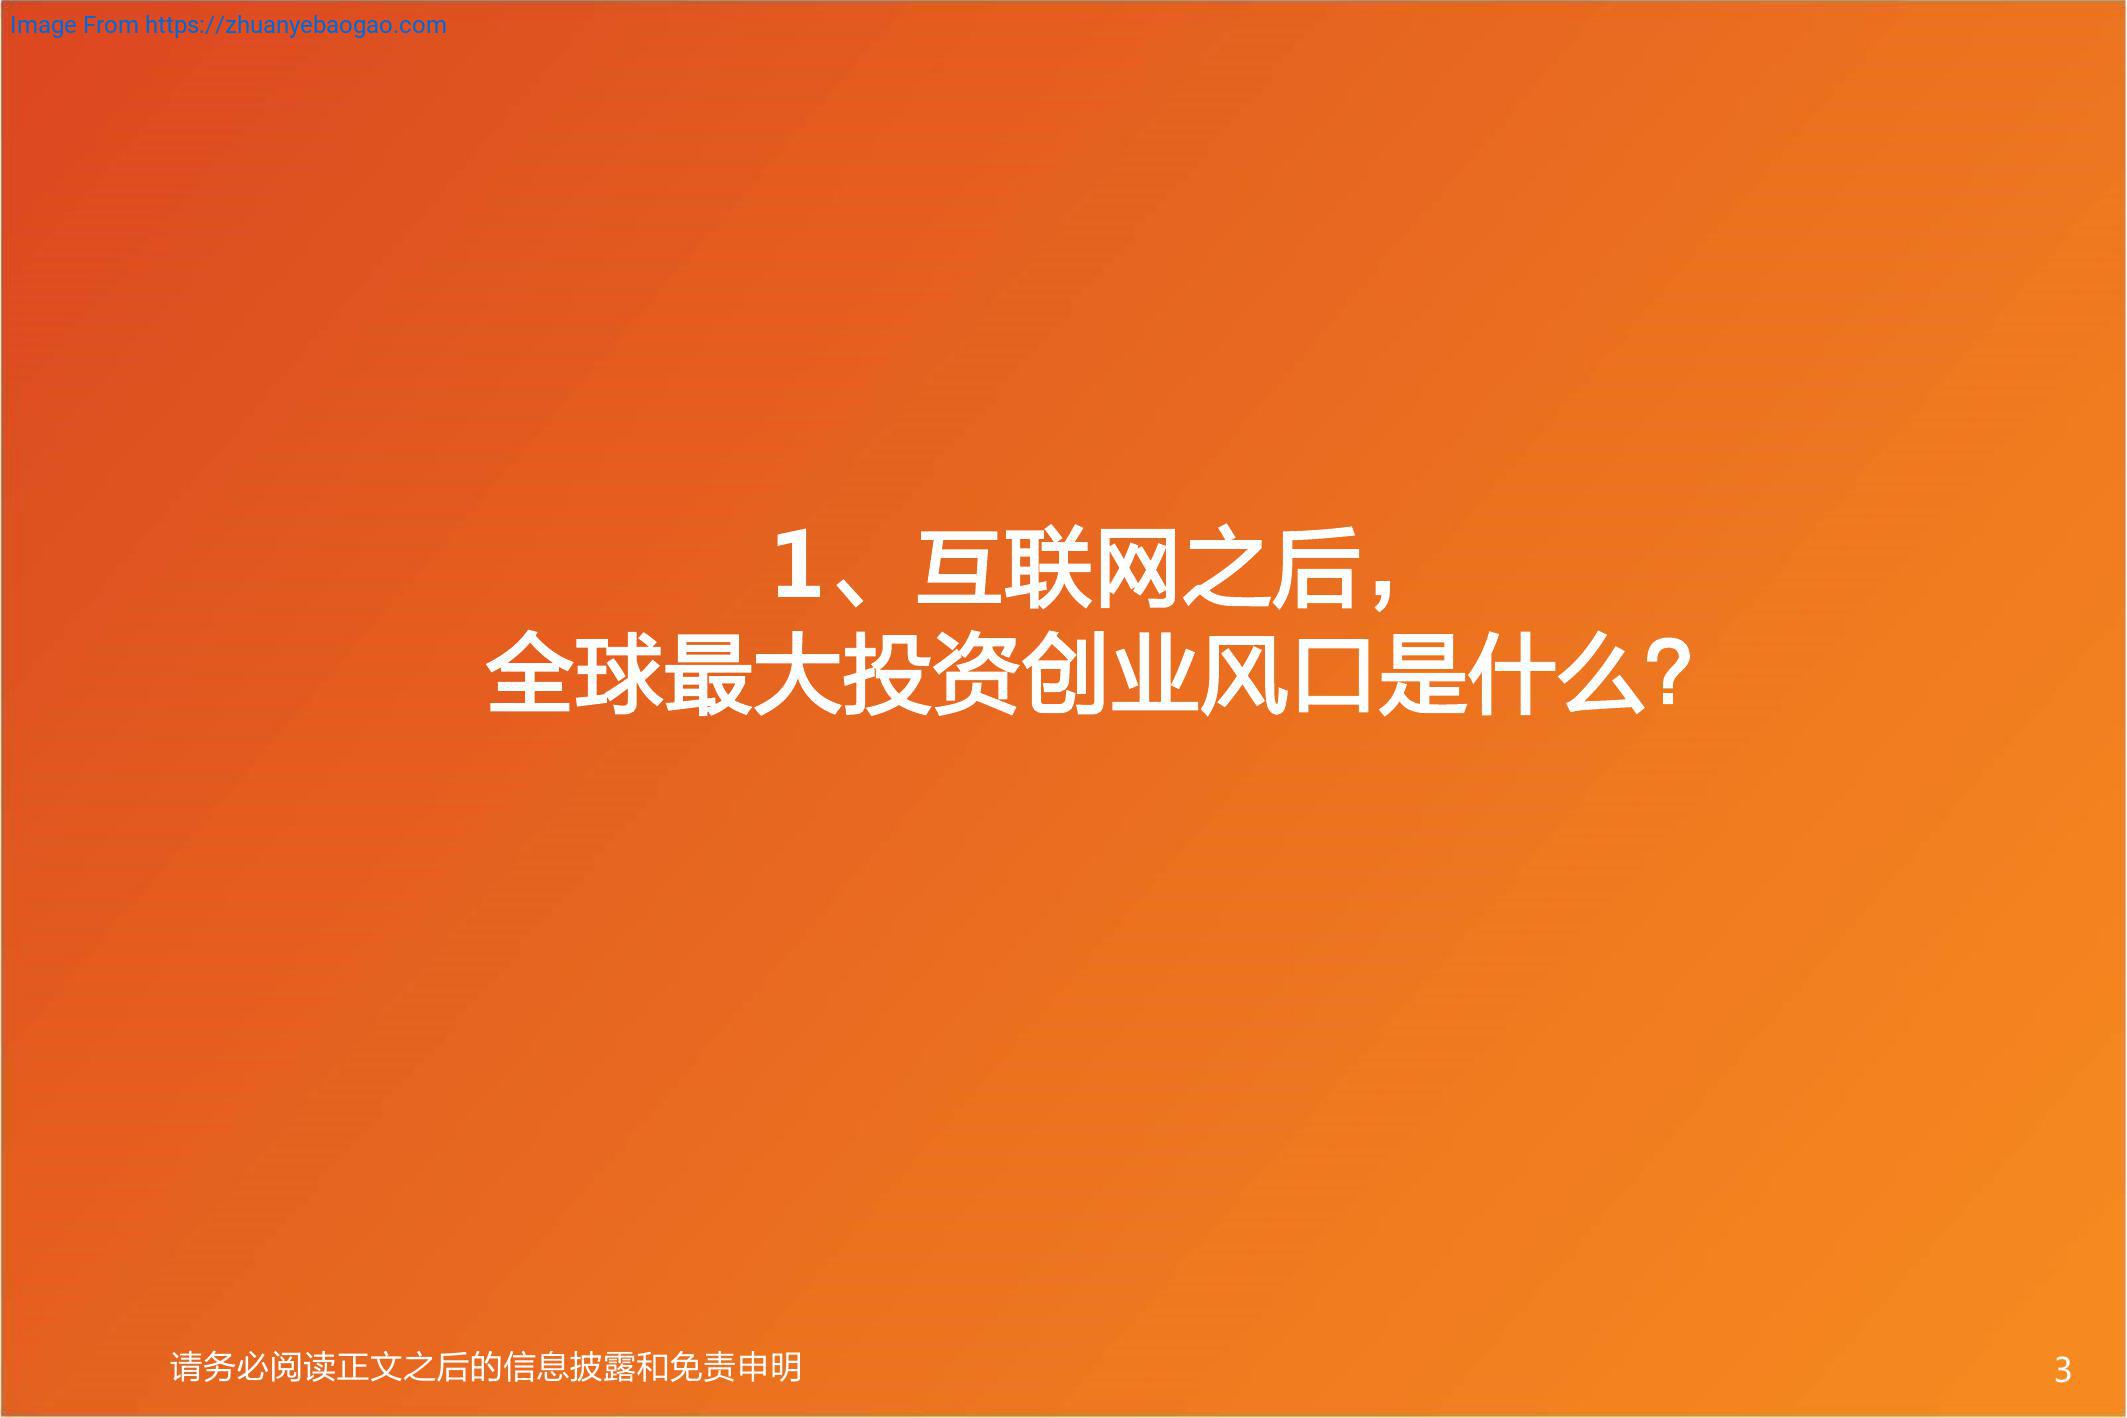 Image From https://zhuanyebaogao.com
1、互联网之后，
全球最大投资创业风口是什么？
请务必阅读正文之后的信息披露和免责申明
3